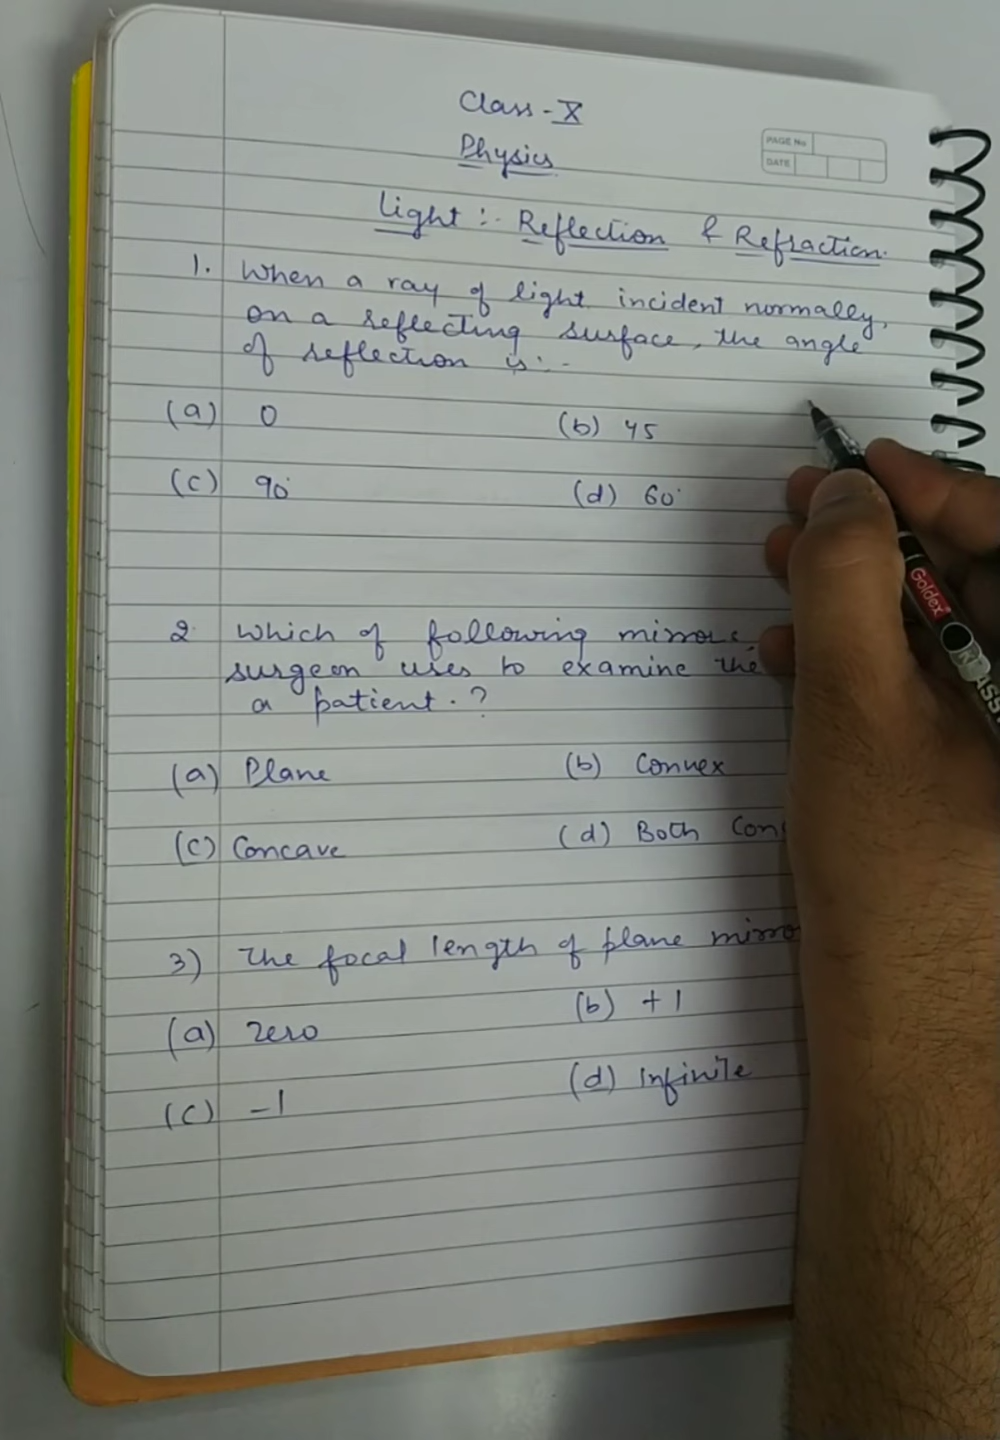 Class - X
Physics
PAGE No
DATE
Light :- Reflection & Refraction.
1. When a ray of light incident normally,
on a reflecting surface, the angle
of reflection is :-
(a) 0 (b) 45
(c) 90° (d) 60°
2. Which of following mirrors
surgeon uses to examine the
a patient.?
(a) Plane (b) Convex
(c) Concave (d) Both Con
3) The focal length of plane mirro
(a) zero (b) +1
(c) -1 (d) Infinite
Goldex